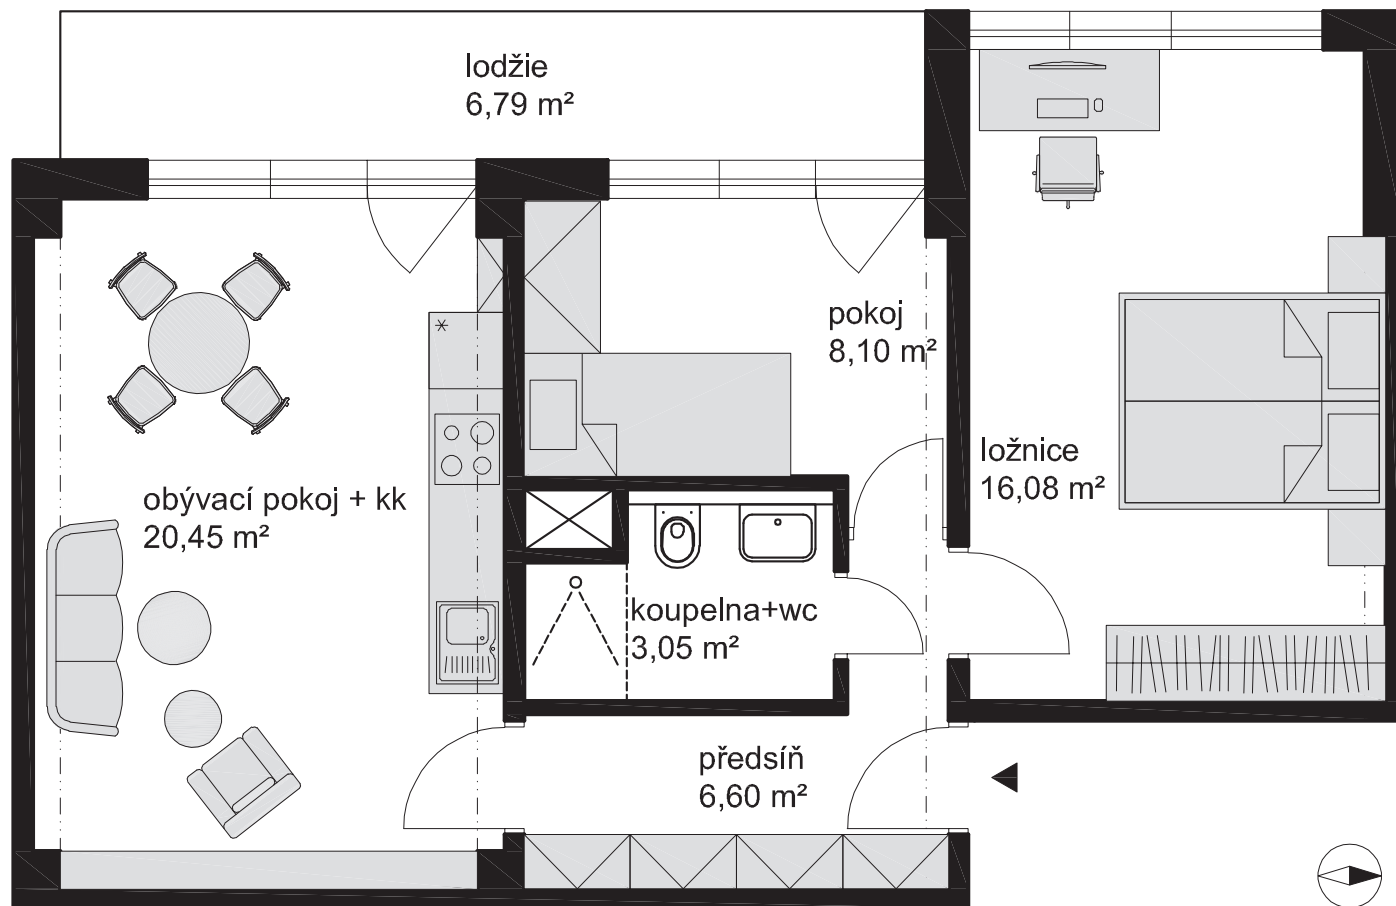 lodžie
6,79 m²
pokoj
8,10 m²
ložnice
16,08 m²
obývací pokoj + kk
20,45 m²
koupelna+wc
3,05 m²
předsíň
6,60 m²